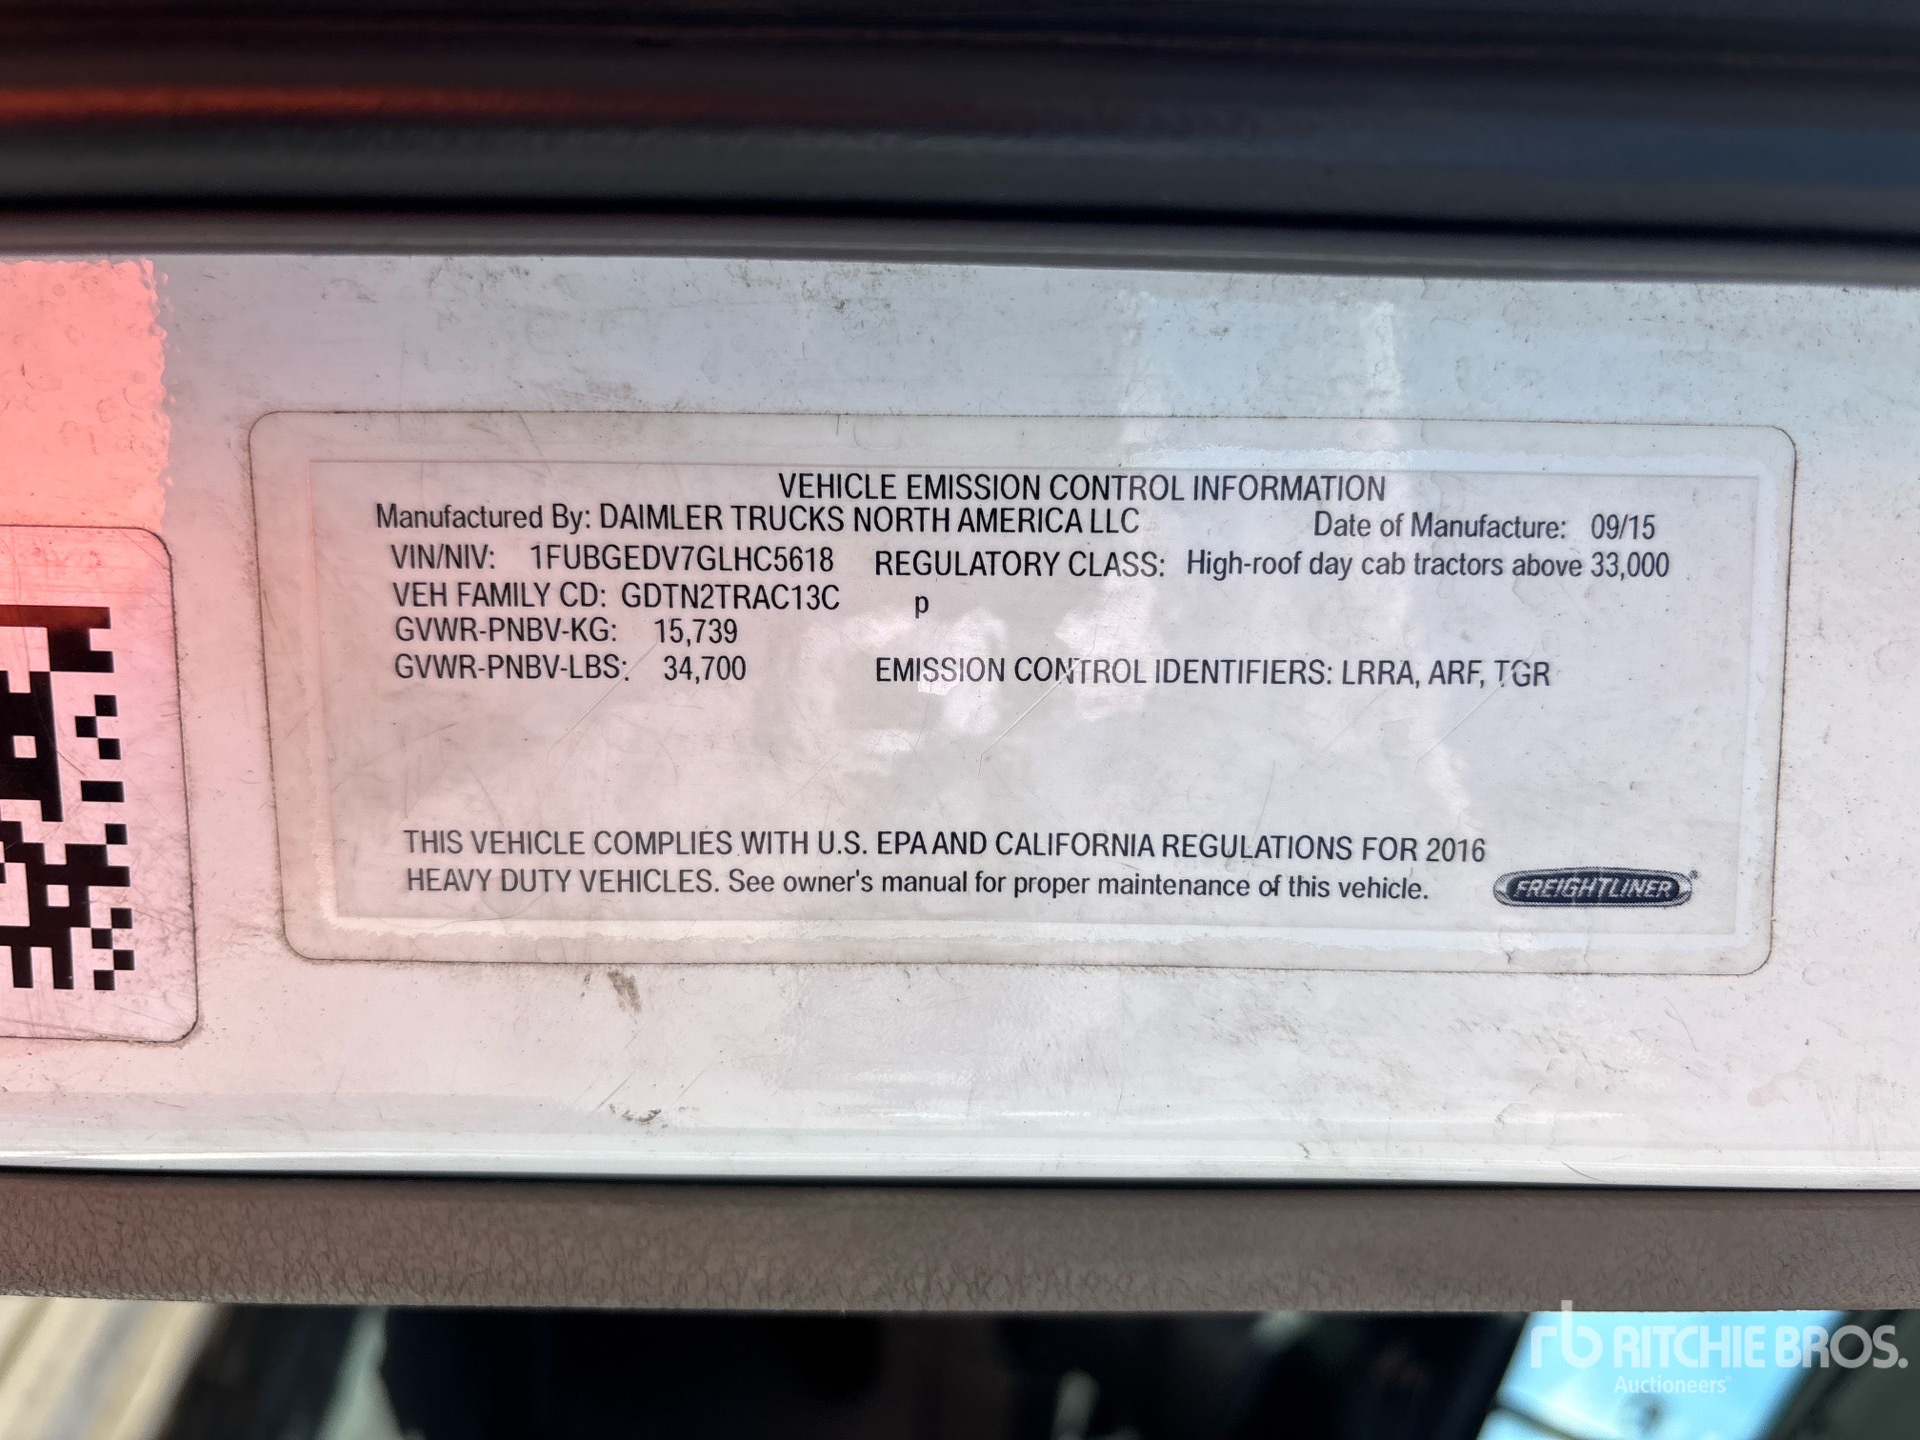 VEHICLE EMISSION CONTROL INFORMATION
Manufactured By: DAIMLER TRUCKS NORTH AMERICA LLC Date of Manufacture: 09/15
VIN/NIV: 1FUBGEDV7GLHC5618 REGULATORY CLASS: High-roof day cab tractors above 33,000
VEH FAMILY CD: GDTN2TRAC13C p
GVWR-PNBV-KG: 15,739
GVWR-PNBV-LBS: 34,700 EMISSION CONTROL IDENTIFIERS: LRRA, ARF, TGR
THIS VEHICLE COMPLIES WITH U.S. EPA AND CALIFORNIA REGULATIONS FOR 2016
HEAVY DUTY VEHICLES. See owner's manual for proper maintenance of this vehicle.
FREIGHTLINER®
rb RITCHIE BROS.
Auctioneers